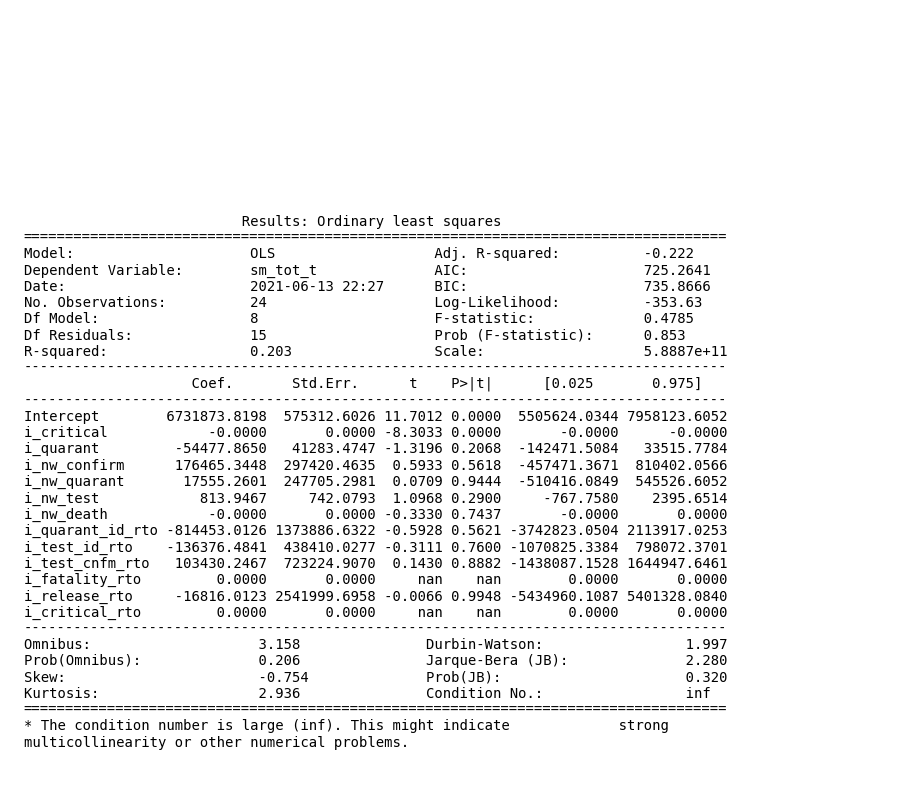 Results: Ordinary least squares
====================================================================================
Model: OLS Adj. R-squared: -0.222
Dependent Variable: sm_tot_t AIC: 725.2641
Date: 2021-06-13 22:27 BIC: 735.8666
No. Observations: 24 Log-Likelihood: -353.63
Df Model: 8 F-statistic: 0.4785
Df Residuals: 15 Prob (F-statistic): 0.853
R-squared: 0.203 Scale: 5.8887e+11
------------------------------------------------------------------------------------
Coef. Std.Err. t P>|t| [0.025 0.975]
------------------------------------------------------------------------------------
Intercept 6731873.8198 575312.6026 11.7012 0.0000 5505624.0344 7958123.6052
i_critical -0.0000 0.0000 -8.3033 0.0000 -0.0000 -0.0000
i_quarant -54477.8650 41283.4747 -1.3196 0.2068 -142471.5084 33515.7784
i_nw_confirm 176465.3448 297420.4635 0.5933 0.5618 -457471.3671 810402.0566
i_nw_quarant 17555.2601 247705.2981 0.0709 0.9444 -510416.0849 545526.6052
i_nw_test 813.9467 742.0793 1.0968 0.2900 -767.7580 2395.6514
i_nw_death -0.0000 0.0000 -0.3330 0.7437 -0.0000 0.0000
i_quarant_id_rto -814453.0126 1373886.6322 -0.5928 0.5621 -3742823.0504 2113917.0253
i_test_id_rto -136376.4841 438410.0277 -0.3111 0.7600 -1070825.3384 798072.3701
i_test_cnfm_rto 103430.2467 723224.9070 0.1430 0.8882 -1438087.1528 1644947.6461
i_fatality_rto 0.0000 0.0000 nan nan 0.0000 0.0000
i_release_rto -16816.0123 2541999.6958 -0.0066 0.9948 -5434960.1087 5401328.0840
i_critical_rto 0.0000 0.0000 nan nan 0.0000 0.0000
------------------------------------------------------------------------------------
Omnibus: 3.158 Durbin-Watson: 1.997
Prob(Omnibus): 0.206 Jarque-Bera (JB): 2.280
Skew: -0.754 Prob(JB): 0.320
Kurtosis: 2.936 Condition No.: inf
====================================================================================
* The condition number is large (inf). This might indicate strong
multicollinearity or other numerical problems.